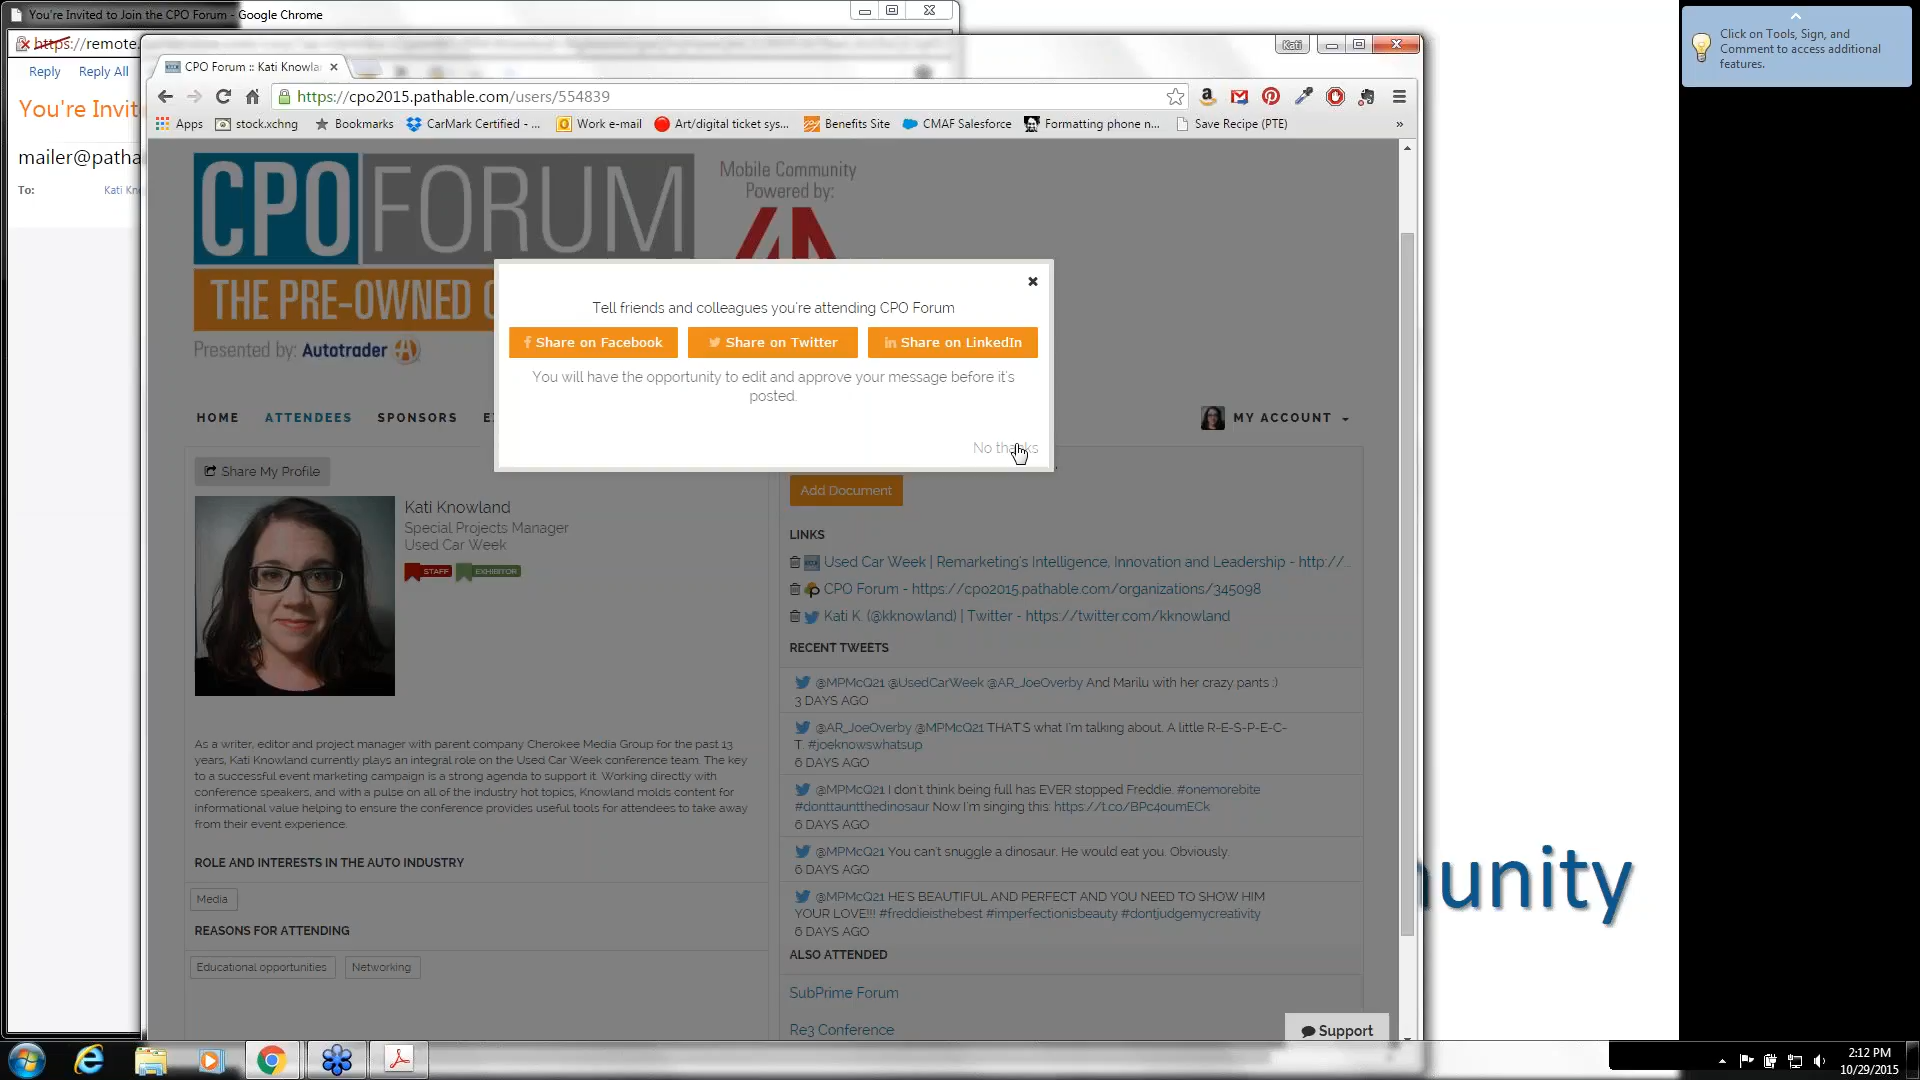 You're Invited to Join the CPO Forum - Google Chrome
https://remote.
Reply Reply All
You're Invit
mailer@patha
To: Kati Kn
Kati
CPO Forum :: Kati Knowla
https://cpo2015.pathable.com/users/554839
Apps stock.xchng Bookmarks CarMark Certified - ... Work e-mail Art/digital ticket sys... Benefits Site CMAF Salesforce Formatting phone n... Save Recipe (PTE) »
CPO FORUM
THE PRE-OWNED
Presented by: Autotrader
Mobile Community
Powered by:
Tell friends and colleagues you're attending CPO Forum
Share on Facebook Share on Twitter Share on LinkedIn
You will have the opportunity to edit and approve your message before it's
posted.
No thanks
HOME ATTENDEES SPONSORS E MY ACCOUNT
Share My Profile
Kati Knowland
Special Projects Manager
Used Car Week
STAFF EXHIBITOR
As a writer, editor and project manager with parent company Cherokee Media Group for the past 13
years, Kati Knowland currently plays an integral role on the Used Car Week conference team. The key
to a successful event marketing campaign is a strong agenda to support it. Working directly with
conference speakers, and with a pulse on all of the industry hot topics, Knowland molds content for
informational value helping to ensure the conference provides useful tools for attendees to take away
from their event experience.
ROLE AND INTERESTS IN THE AUTO INDUSTRY
Media
REASONS FOR ATTENDING
Educational opportunities Networking
Add Document
LINKS
Used Car Week | Remarketing's Intelligence, Innovation and Leadership - http://...
CPO Forum - https://cpo2015.pathable.com/organizations/345098
Kati K. (@kknowland) | Twitter - https://twitter.com/kknowland
RECENT TWEETS
@MPMcQ21 @UsedCarWeek @AR_JoeOverby And Marilu with her crazy pants :)
3 DAYS AGO
@AR_JoeOverby @MPMcQ21 THAT'S what I'm talking about. A little R-E-S-P-E-C-
T. #joeknowswhatsup
6 DAYS AGO
@MPMcQ21 I don't think being full has EVER stopped Freddie. #onemorebite
#donttauntthedinosaur Now I'm singing this: https://t.co/BPc4oumECk
6 DAYS AGO
@MPMcQ21 You can't snuggle a dinosaur. He would eat you. Obviously.
6 DAYS AGO
@MPMcQ21 HE'S BEAUTIFUL AND PERFECT AND YOU NEED TO SHOW HIM
YOUR LOVE!!! #freddieisthebest #imperfectionisbeauty #dontjudgemycreativity
6 DAYS AGO
ALSO ATTENDED
SubPrime Forum
Re3 Conference
Support
Click on Tools, Sign, and
Comment to access additional
features.
unity
2:12 PM
10/29/2015